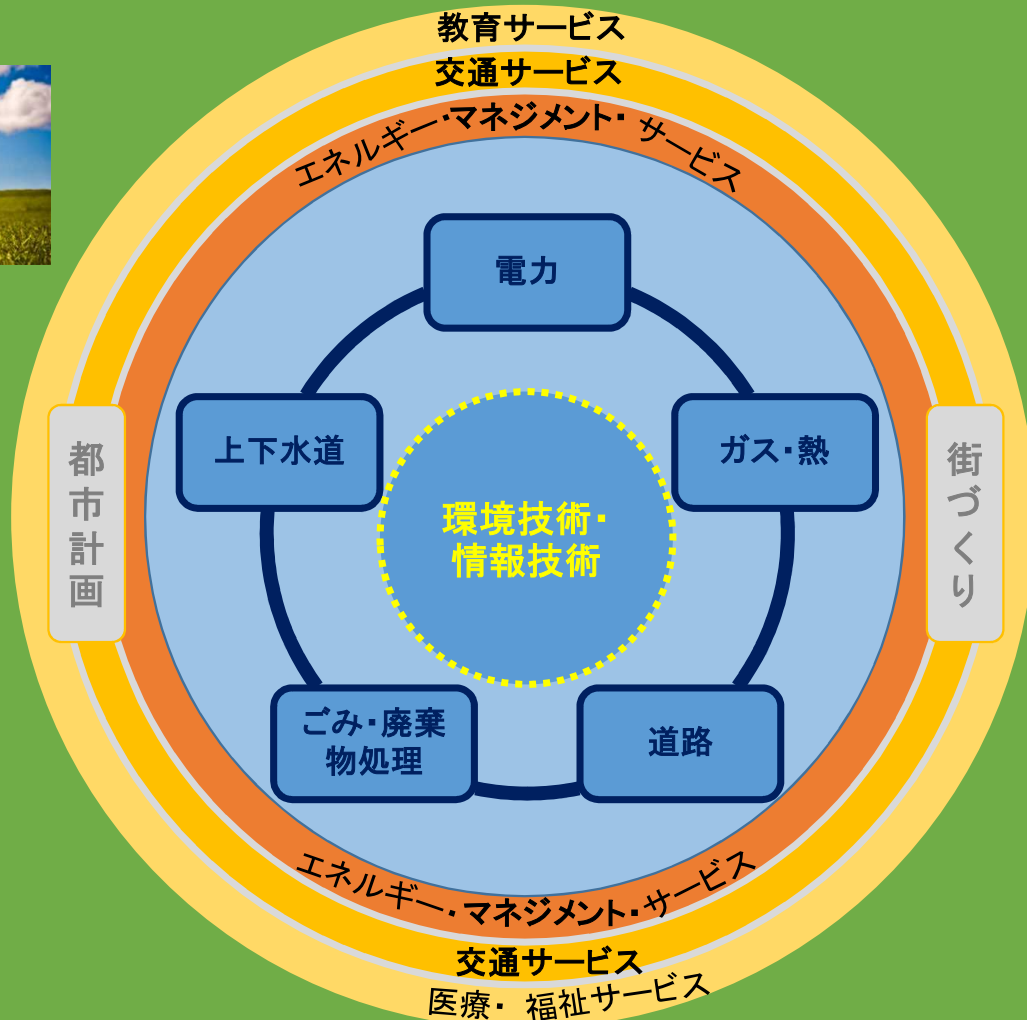 教育サービス
交通サービス
エネルギー・マネジメント・ サービス
電力
上下水道
ガス・熱
都市計画
環境技術・
情報技術
街づくり
ごみ・廃棄
物処理
道路
エネルギー・マネジメント・サービス
交通サービス
医療・ 福祉サービス